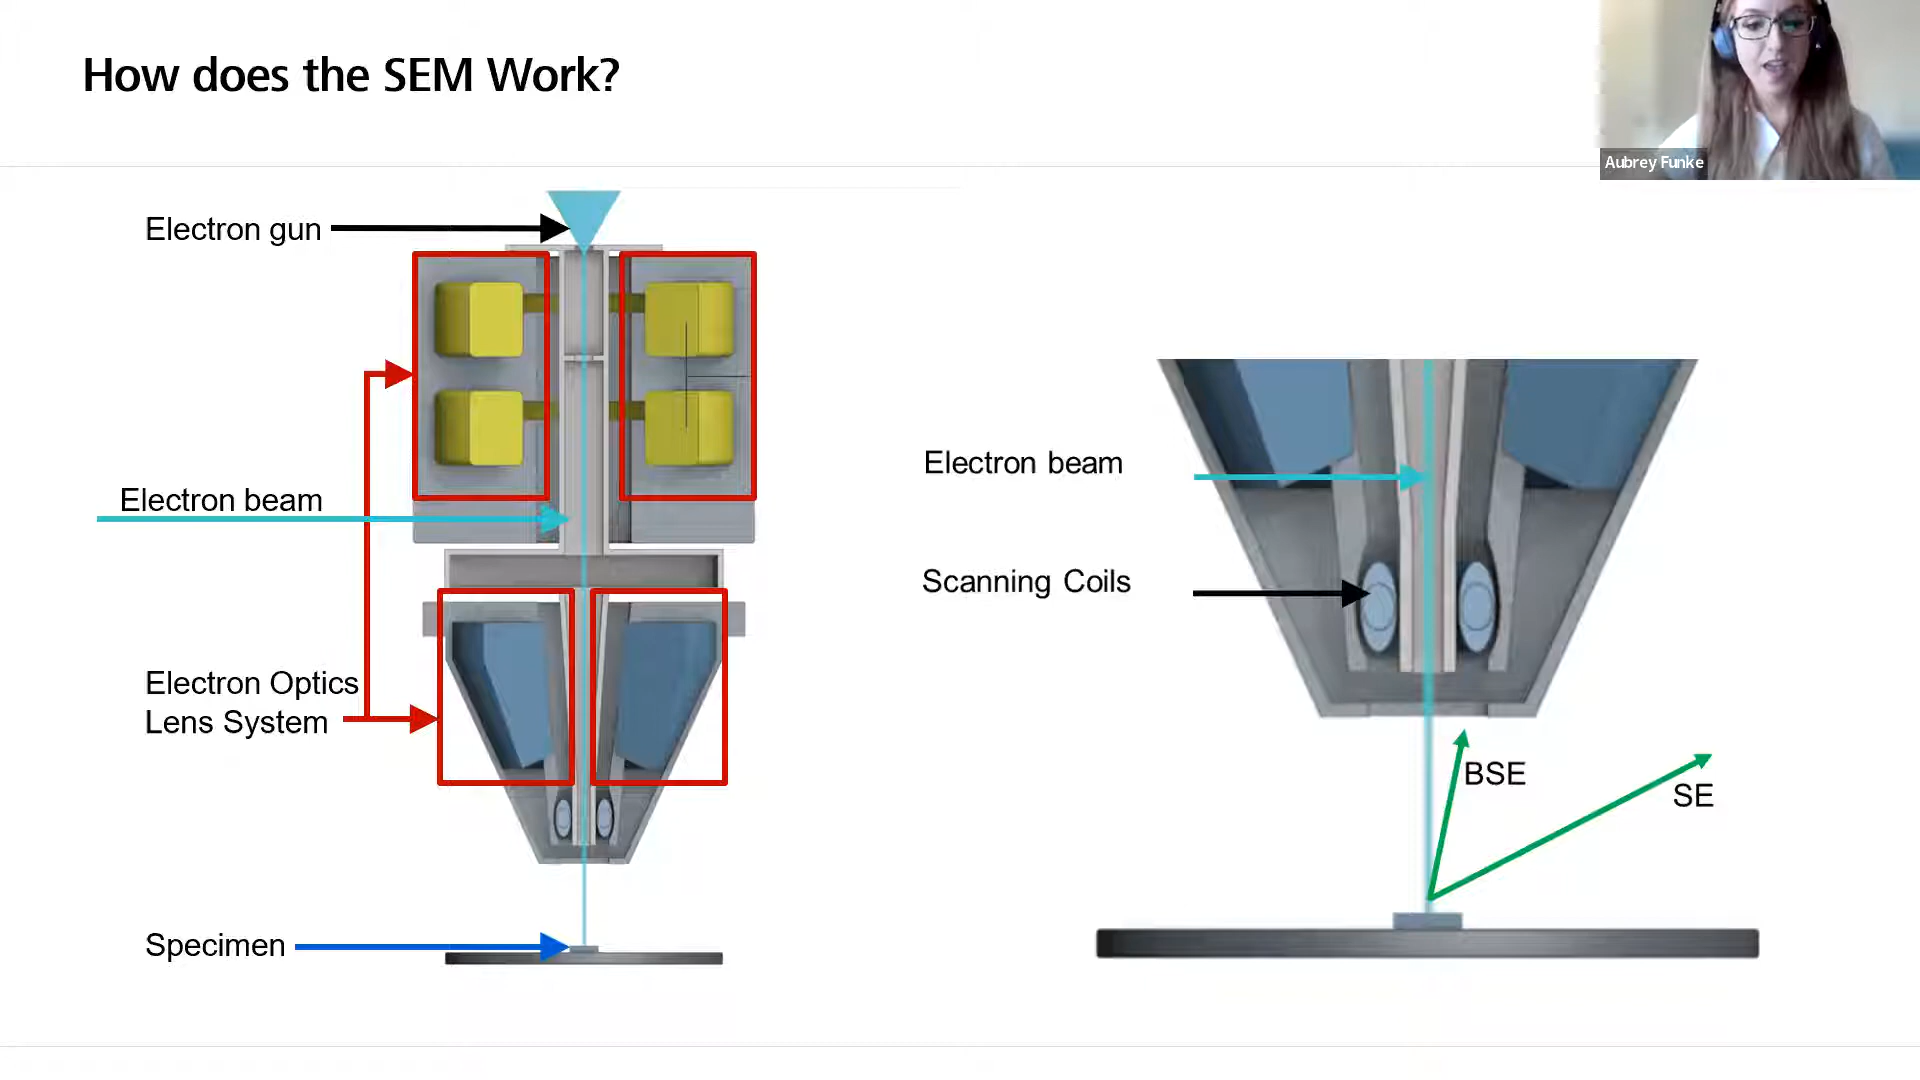 How does the SEM Work?
Aubrey Funke
Electron gun
Electron beam
Electron Optics
Lens System
Specimen
Electron beam
Scanning Coils
BSE
SE